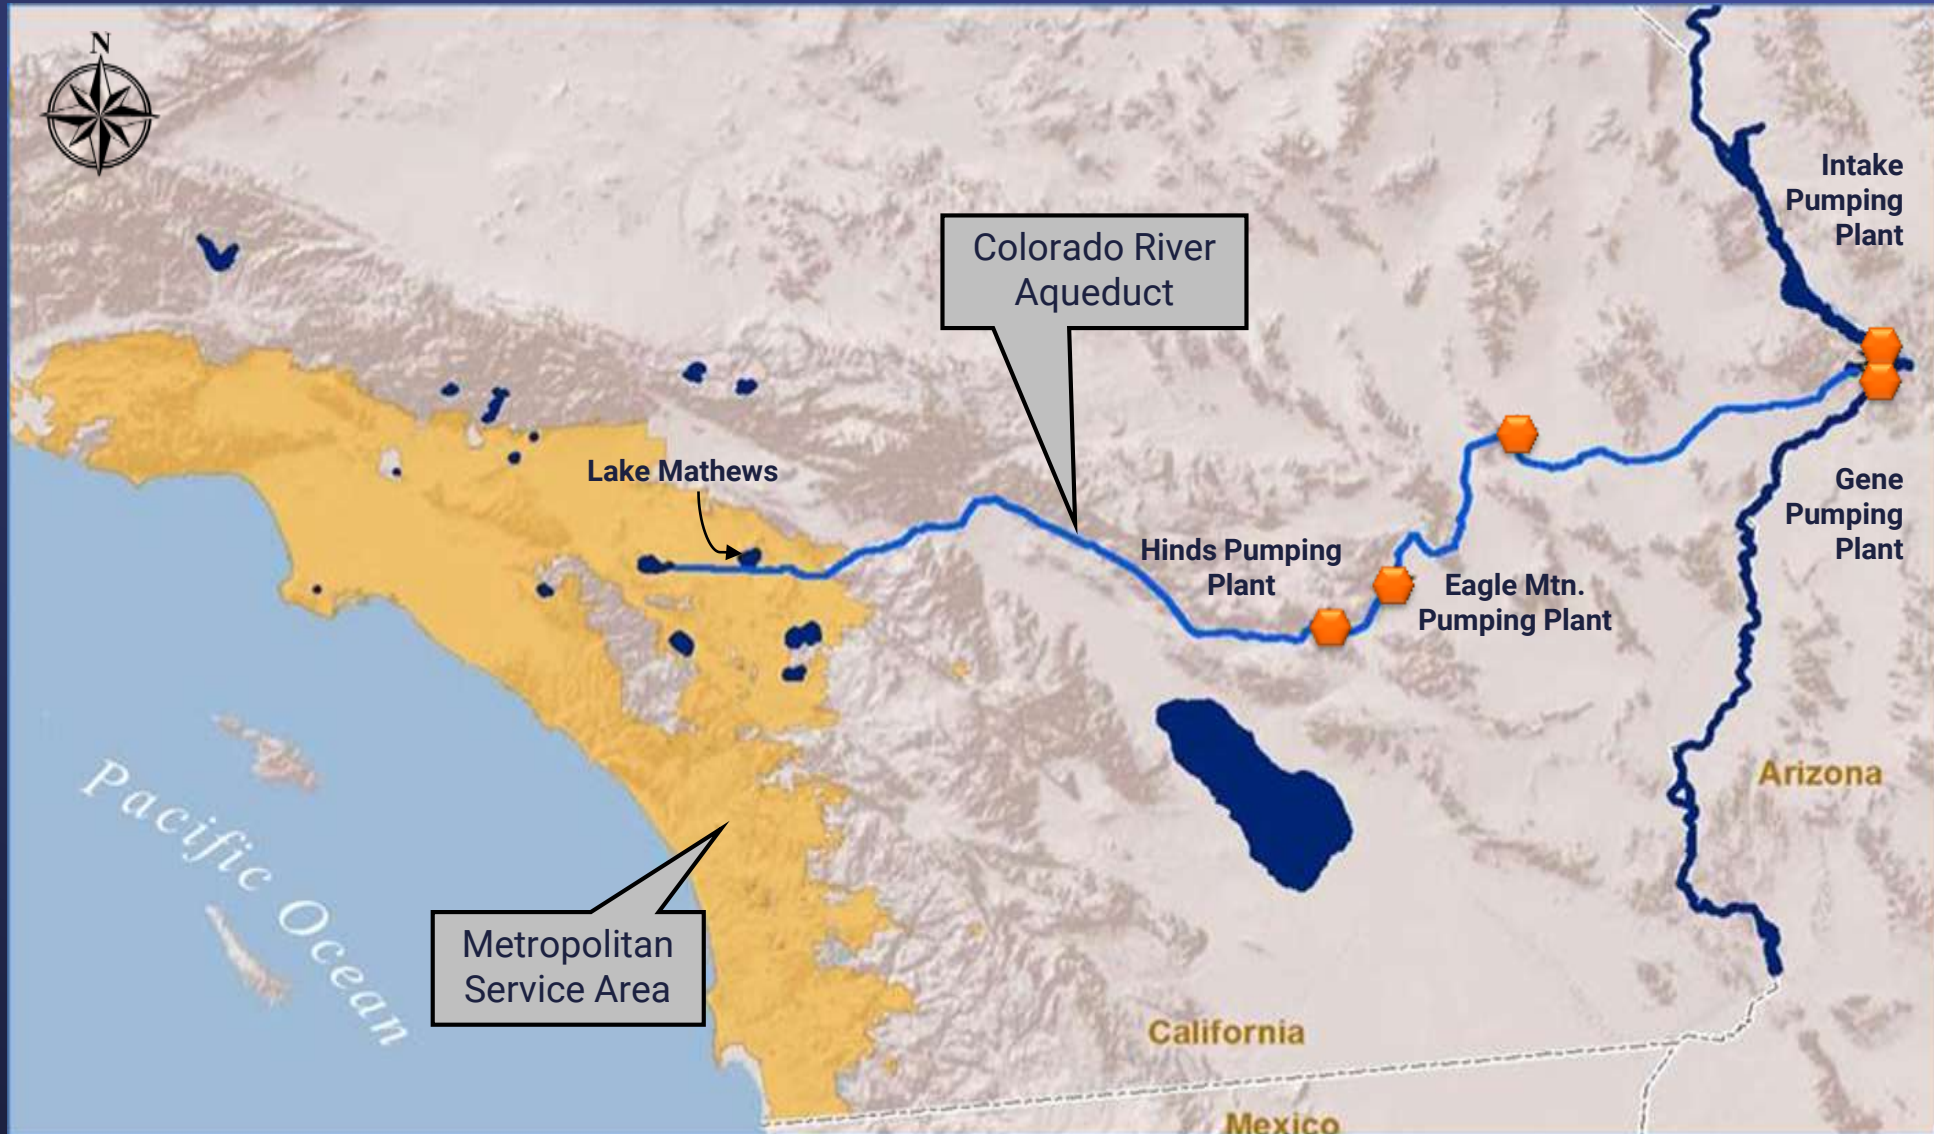 N
Intake
Pumping
Plant
Colorado River
Aqueduct
Lake Mathews
Gene
Pumping
Plant
Hinds Pumping
Plant
Eagle Mtn.
Pumping Plant
Arizona
Pacific Ocean
Metropolitan
Service Area
California
Mexico